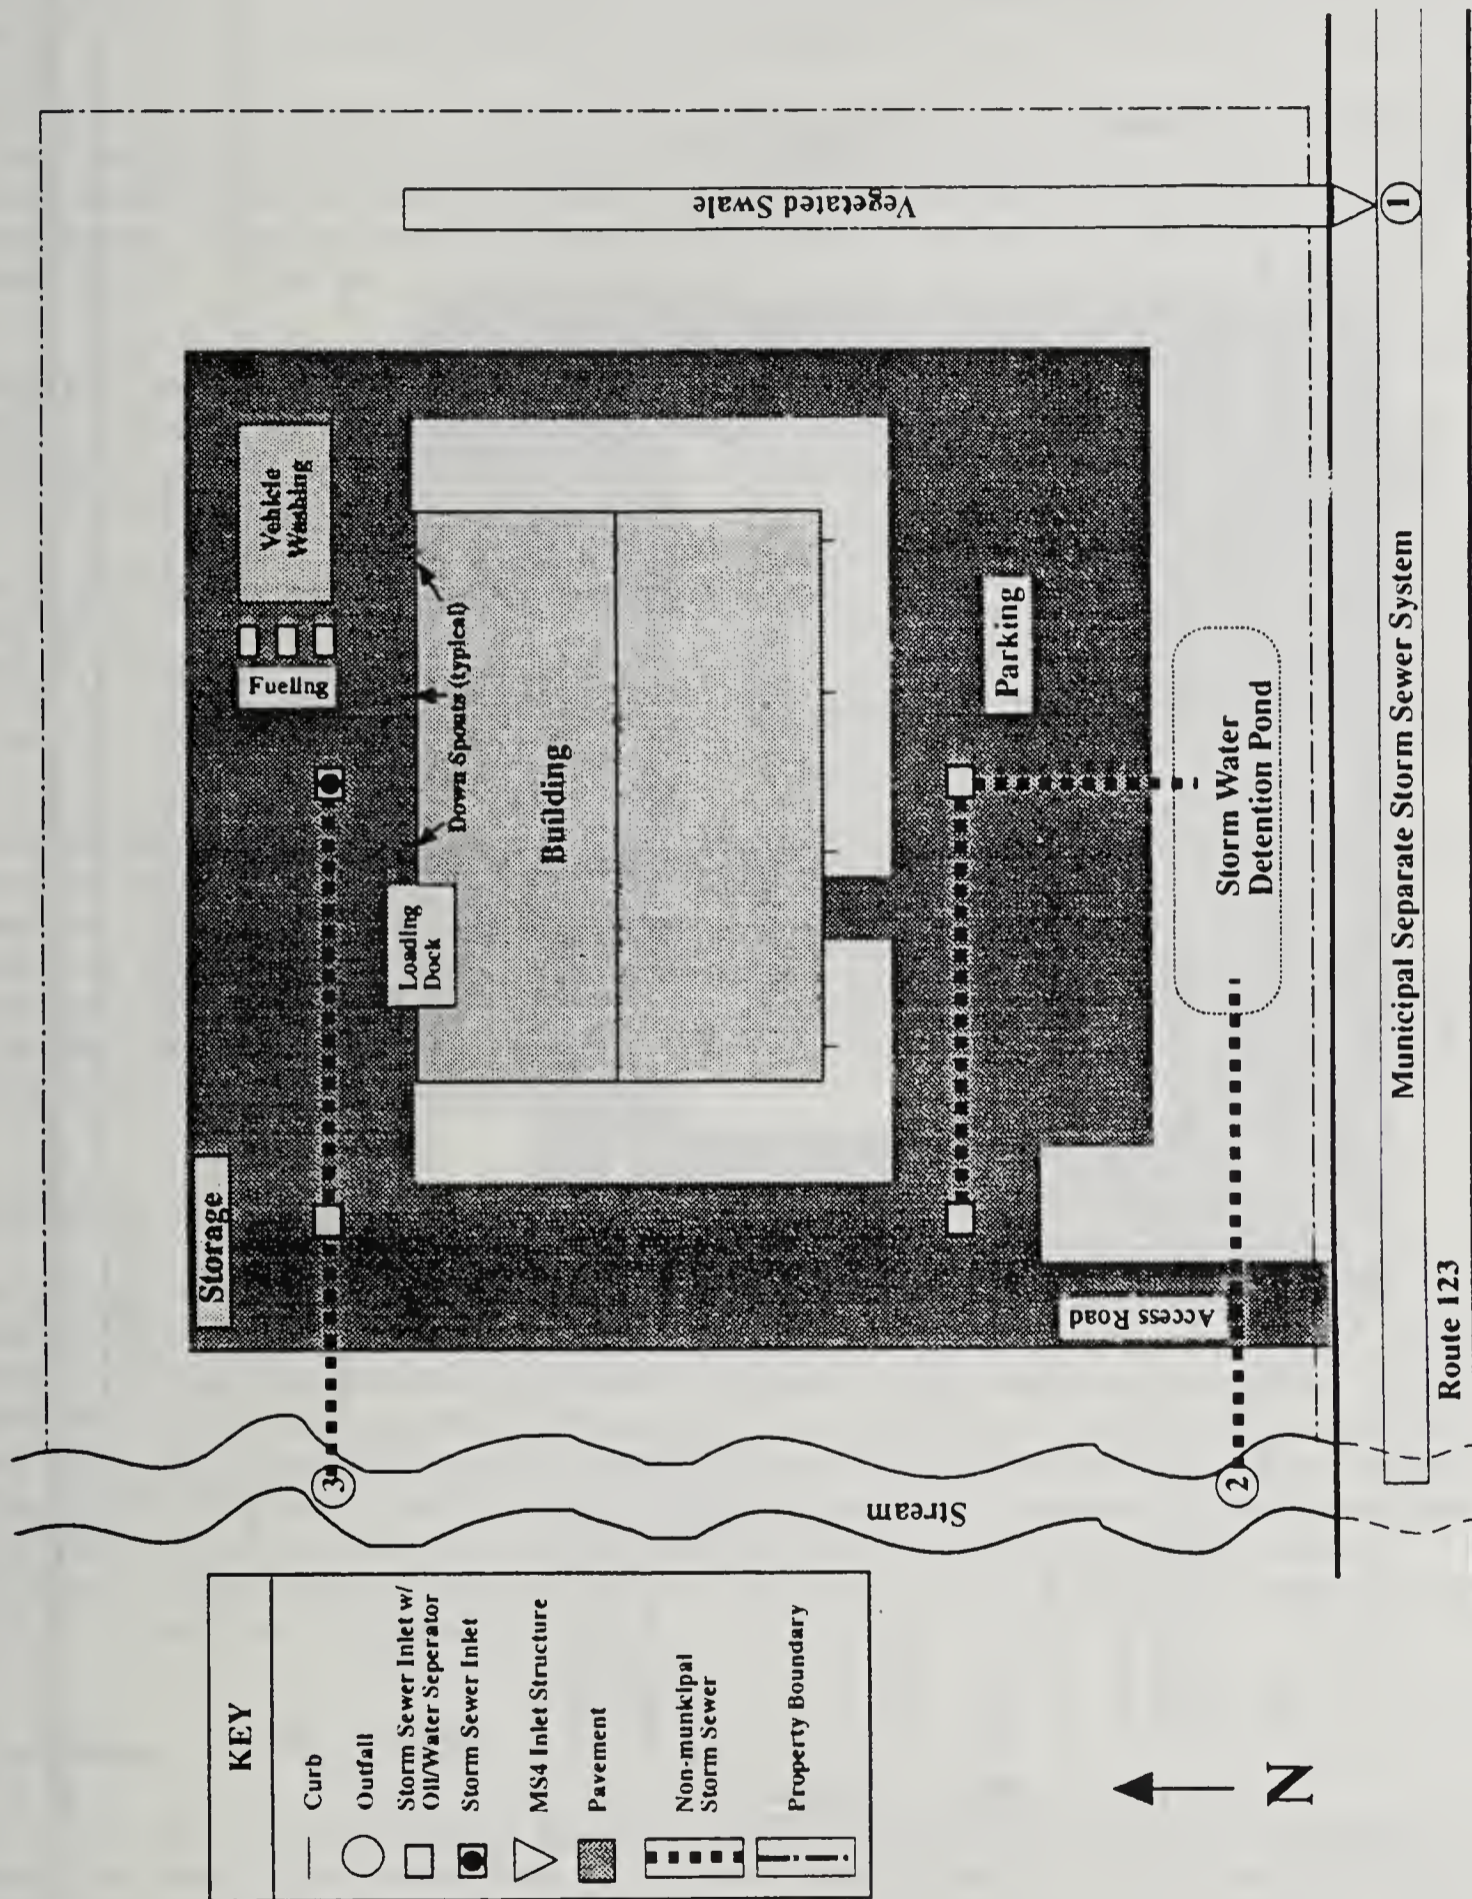 KEY
Curb
Outfall
Storm Sewer Inlet w/
Oil/Water Seperator
Storm Sewer Inlet
MS4 Inlet Structure
Pavement
Non-municipal
Storm Sewer
Property Boundary
N
Storage
Fueling
Vehicle
Washing
Loading
Dock
Down Spouts (typical)
Building
Parking
Access Road
Storm Water
Detention Pond
Vegetated Swale
Stream
3
2
1
Municipal Separate Storm Sewer System
Route 123